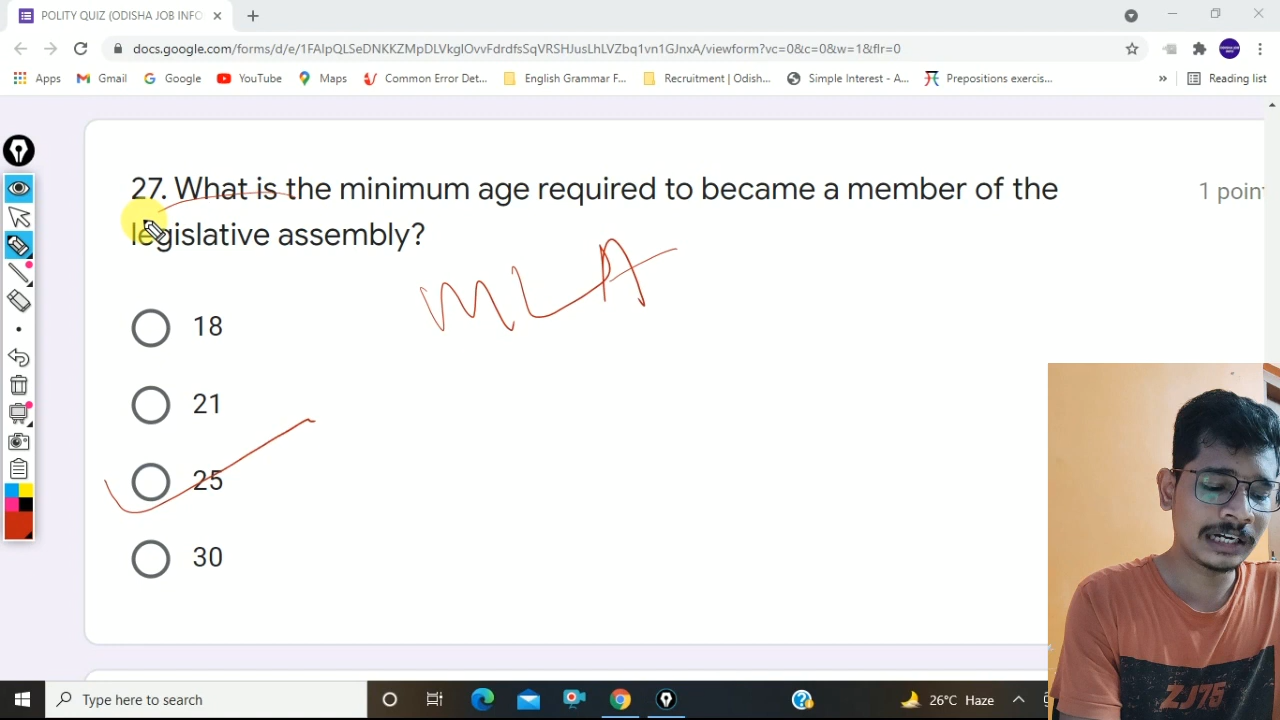 POLITY QUIZ (ODISHA JOB INFO
docs.google.com/forms/d/e/1FAIpQLSeDNKKZMpDLVkgIOvvFdrdfsSqVRSHJusLhLVZbq1vn1GJnxA/viewform?vc=0&c=0&w=1&flr=0
Apps
Gmail
Google
YouTube
Maps
Common Error Det...
English Grammar F...
Recruitment | Odish...
Simple Interest - A...
Prepositions exercis...
»
Reading list
27. What is the minimum age required to became a member of the
legislative assembly?
1 poin
MLA
18
21
25
30
ZJ75
Type here to search
26°C Haze